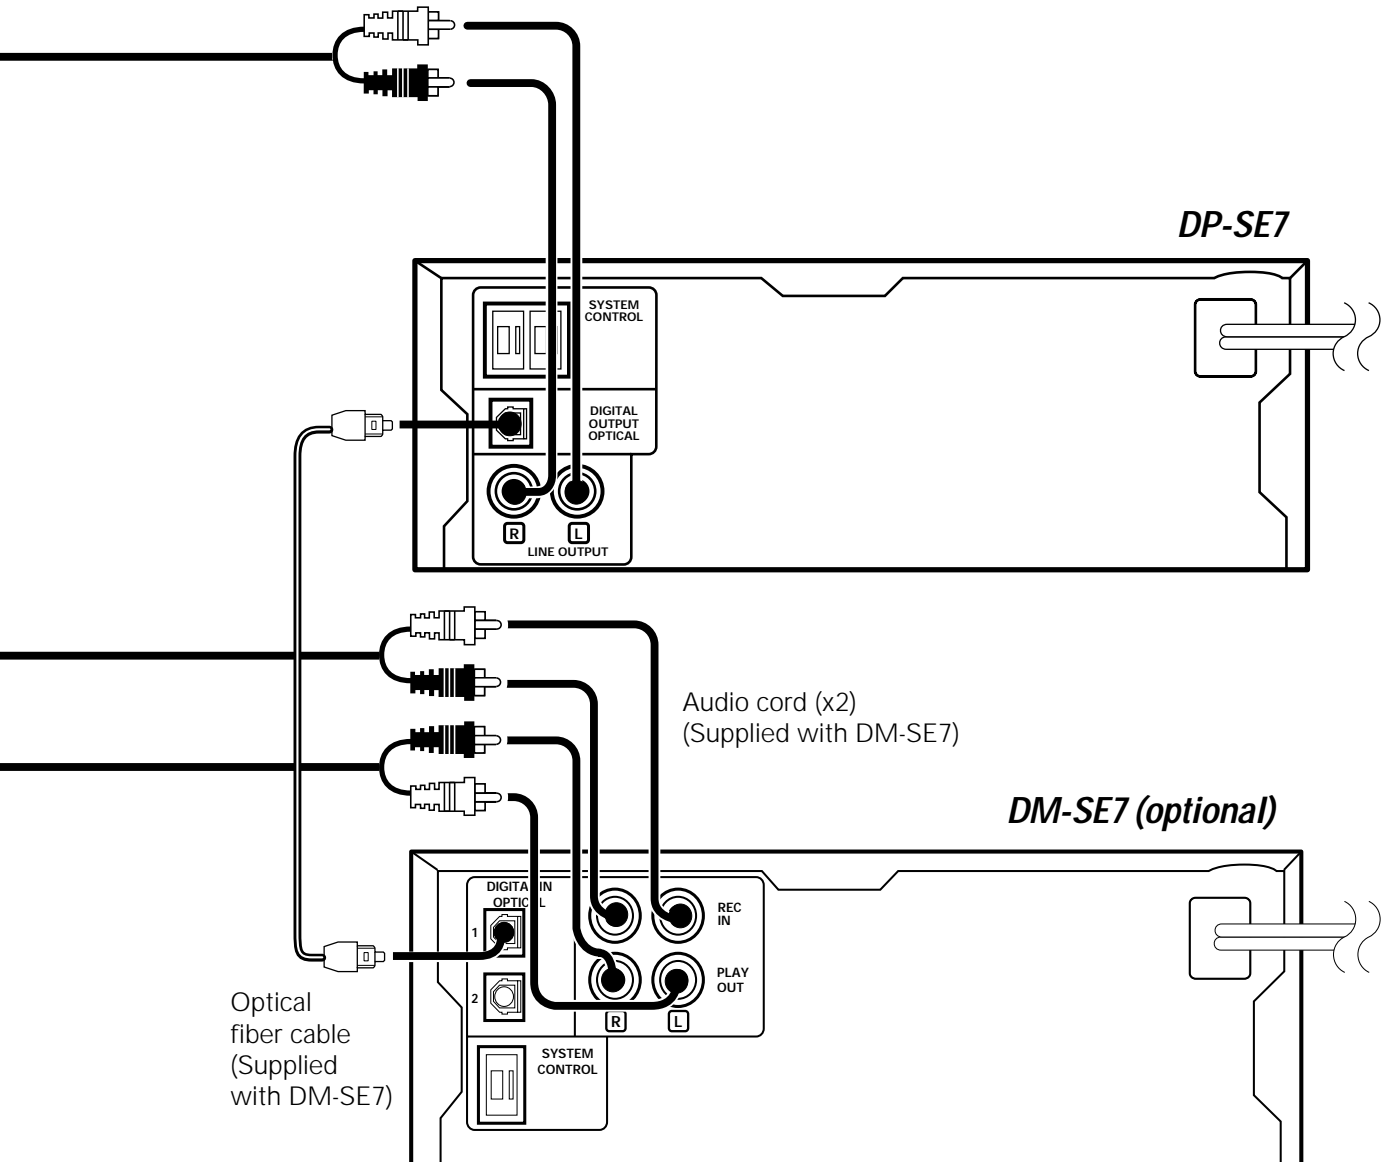 DP-SE7
SYSTEM
CONTROL
DIGITAL
OUTPUT
OPTICAL
R
L
LINE OUTPUT
Audio cord (x2)
(Supplied with DM-SE7)
DM-SE7 (optional)
DIGITAL IN
OPTICAL
1
REC
IN
2
PLAY
OUT
R
L
SYSTEM
CONTROL
Optical
fiber cable
(Supplied
with DM-SE7)